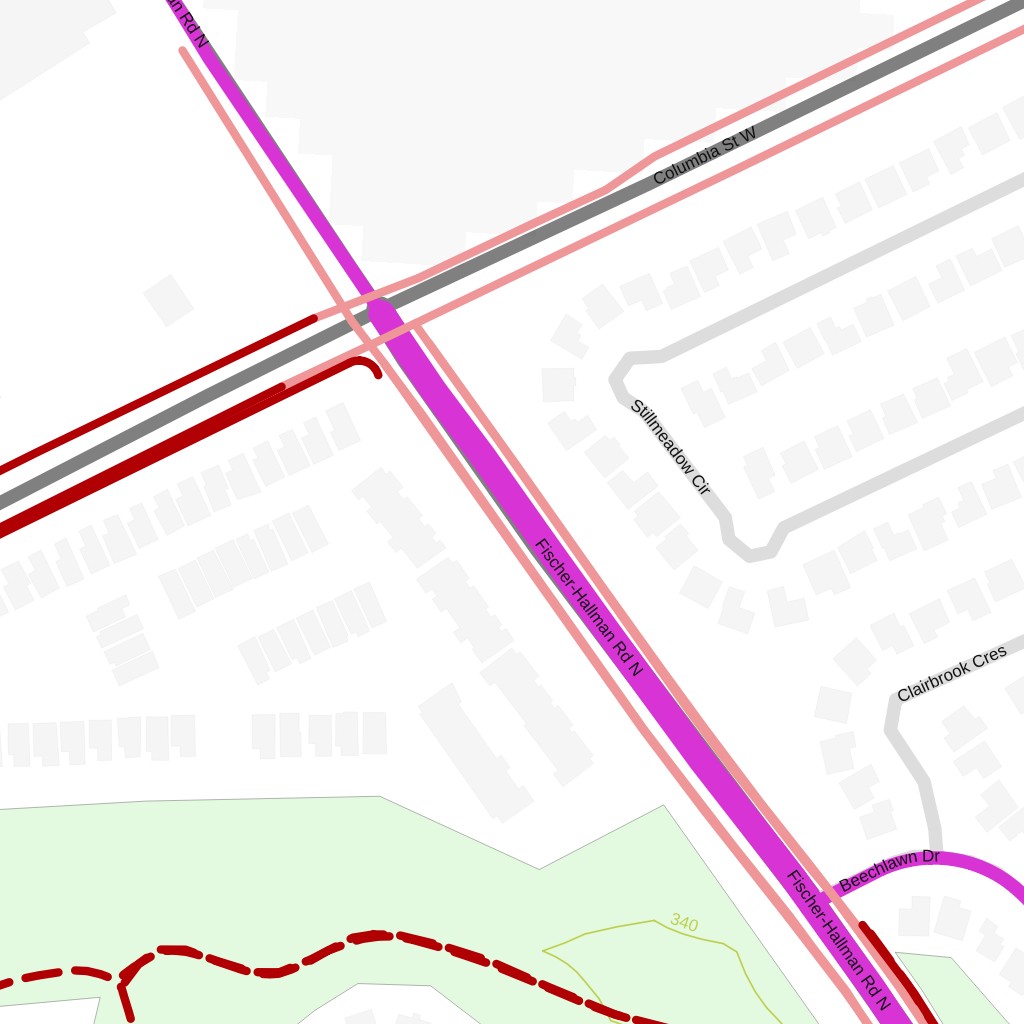 an Rd N
Columbia St W
Stillmeadow Cir
Fischer-Hallman Rd N
Clairbrook Cres
Beechlawn Dr
Fischer-Hallman Rd N
340